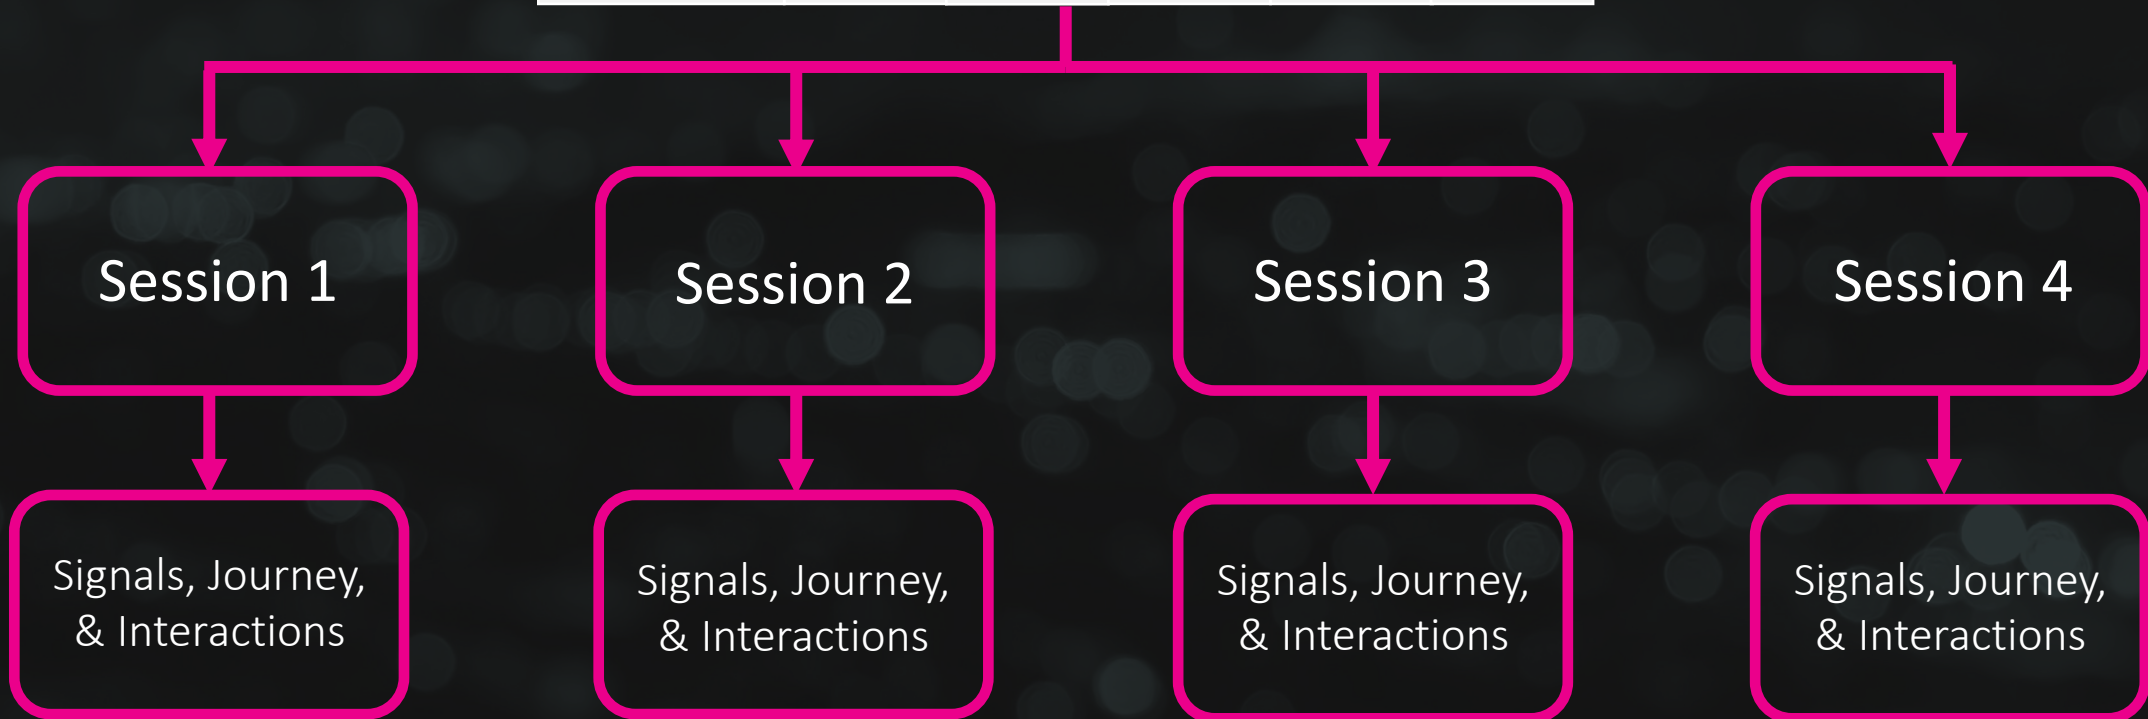 Session 1
Session 2
Session 3
Session 4
Signals, Journey,
& Interactions
Signals, Journey,
& Interactions
Signals, Journey,
& Interactions
Signals, Journey,
& Interactions